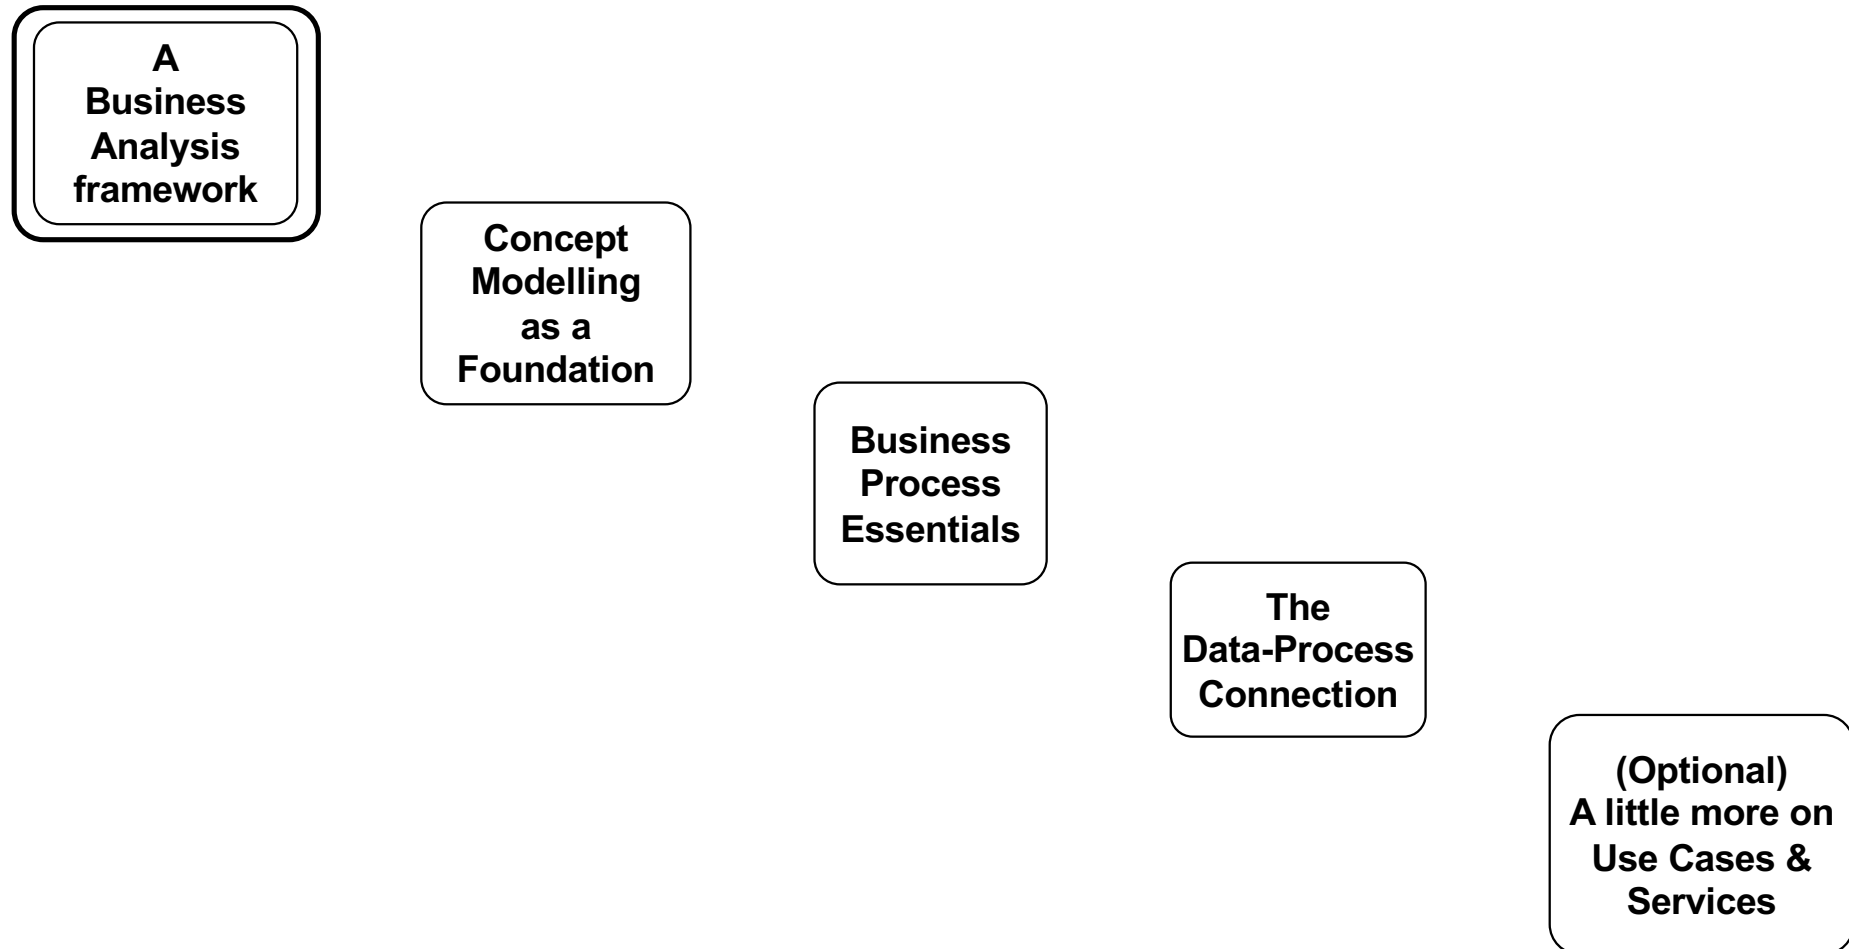 A
Business
Analysis
framework
Concept
Modelling
as a
Foundation
Business
Process
Essentials
The
Data-Process
Connection
(Optional)
A little more on
Use Cases &
Services